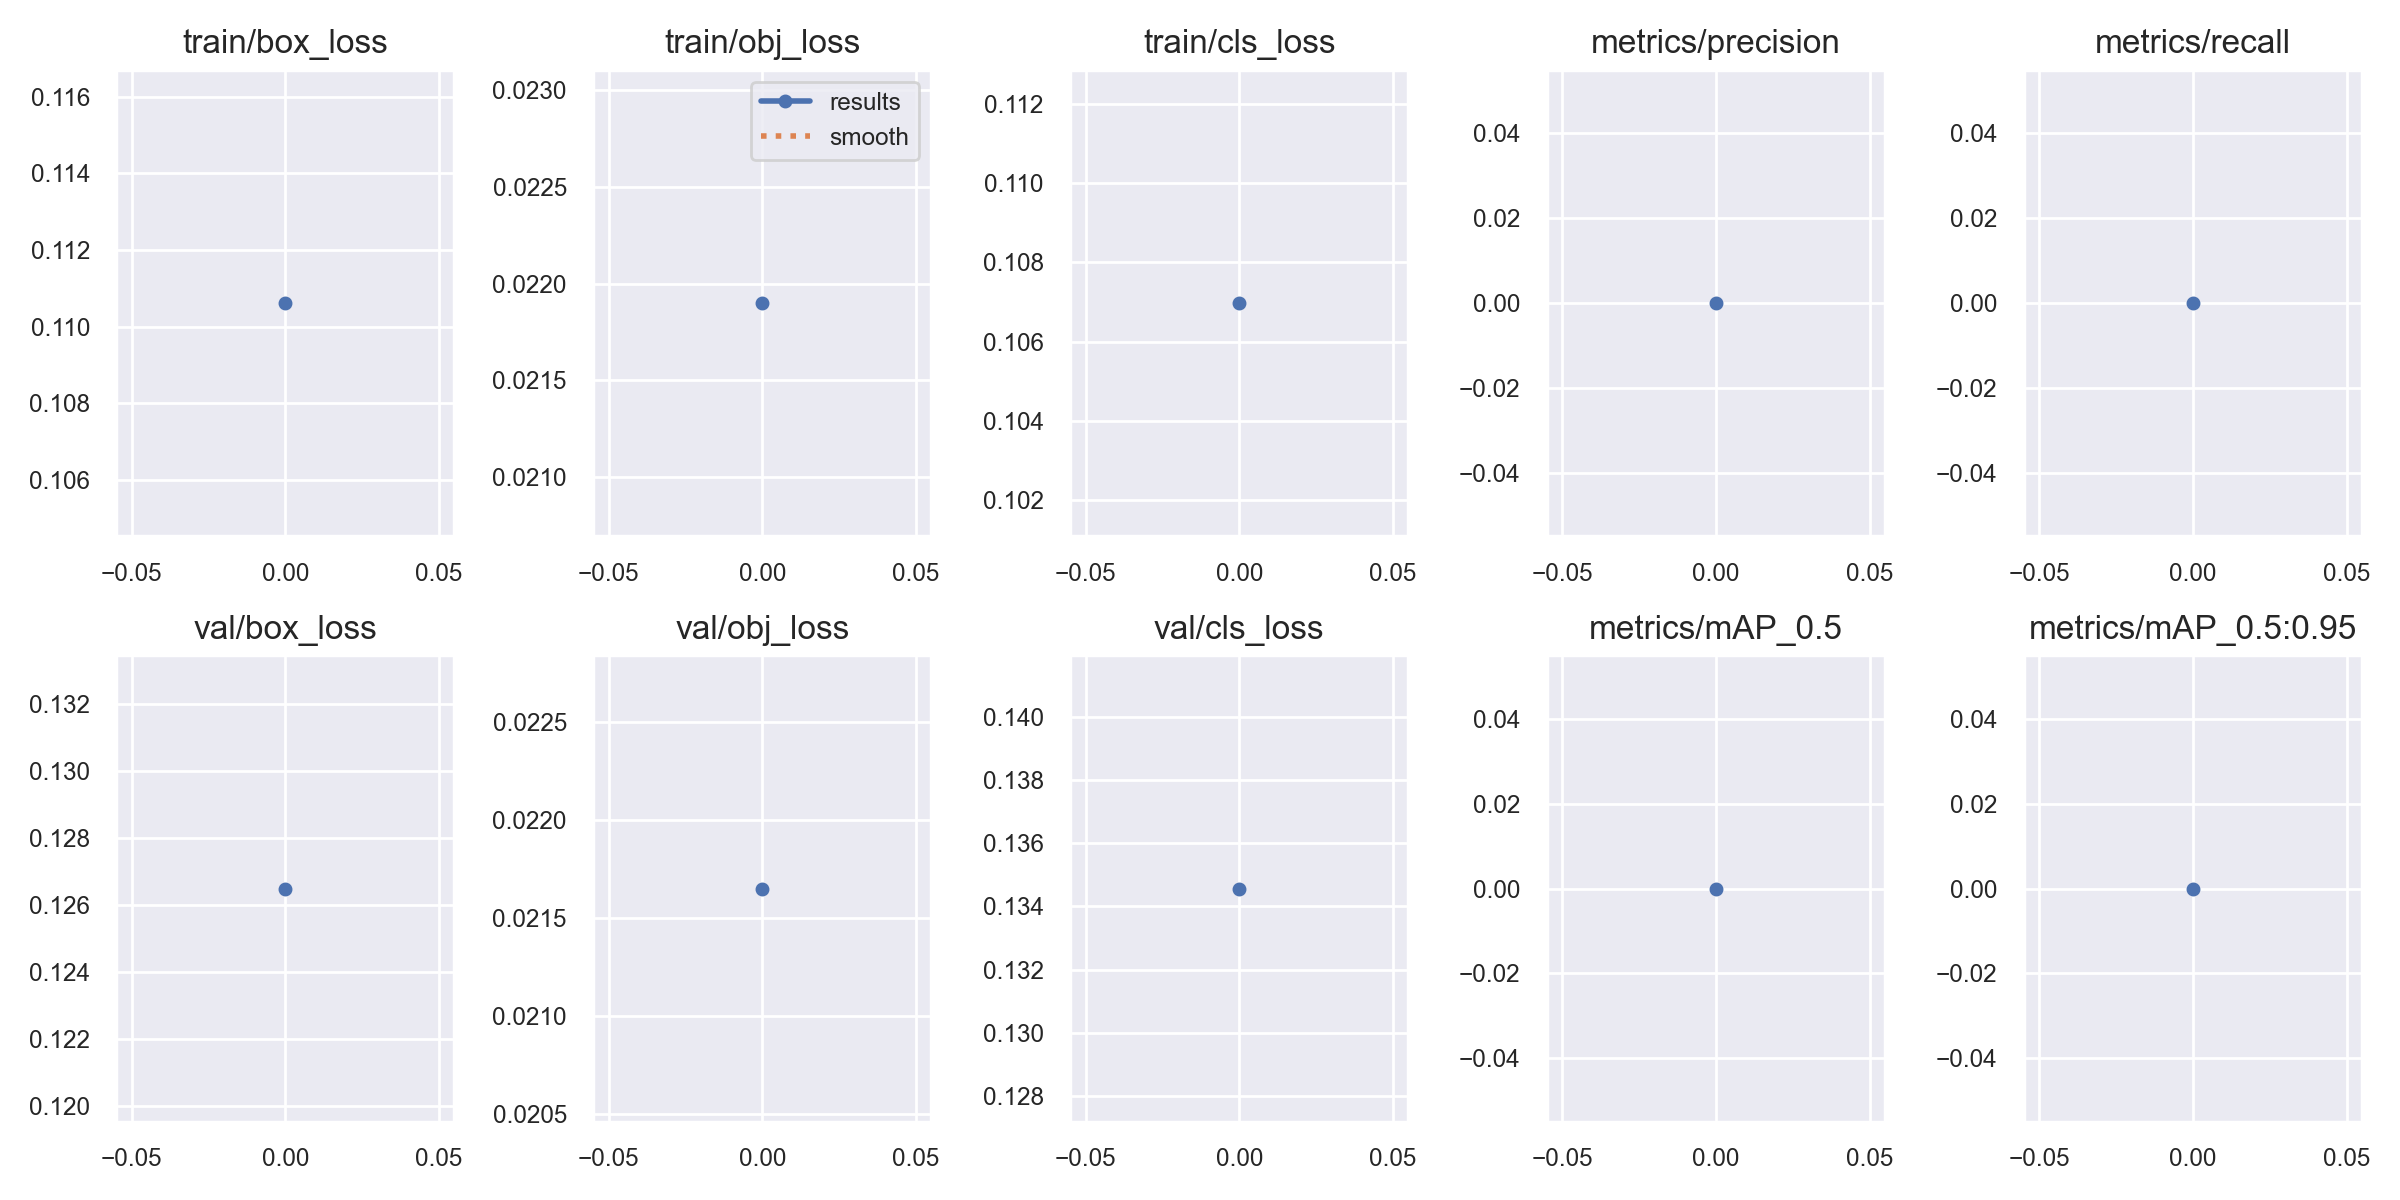 train/box_loss
0.116
0.114
0.112
0.110
0.108
0.106
−0.05 0.00 0.05
train/obj_loss
results
smooth
0.0230
0.0225
0.0220
0.0215
0.0210
−0.05 0.00 0.05
train/cls_loss
0.112
0.110
0.108
0.106
0.104
0.102
−0.05 0.00 0.05
metrics/precision
0.04
0.02
0.00
−0.02
−0.04
−0.05 0.00 0.05
metrics/recall
0.04
0.02
0.00
−0.02
−0.04
−0.05 0.00 0.05
val/box_loss
0.132
0.130
0.128
0.126
0.124
0.122
0.120
−0.05 0.00 0.05
val/obj_loss
0.0225
0.0220
0.0215
0.0210
0.0205
−0.05 0.00 0.05
val/cls_loss
0.140
0.138
0.136
0.134
0.132
0.130
0.128
−0.05 0.00 0.05
metrics/mAP_0.5
0.04
0.02
0.00
−0.02
−0.04
−0.05 0.00 0.05
metrics/mAP_0.5:0.95
0.04
0.02
0.00
−0.02
−0.04
−0.05 0.00 0.05